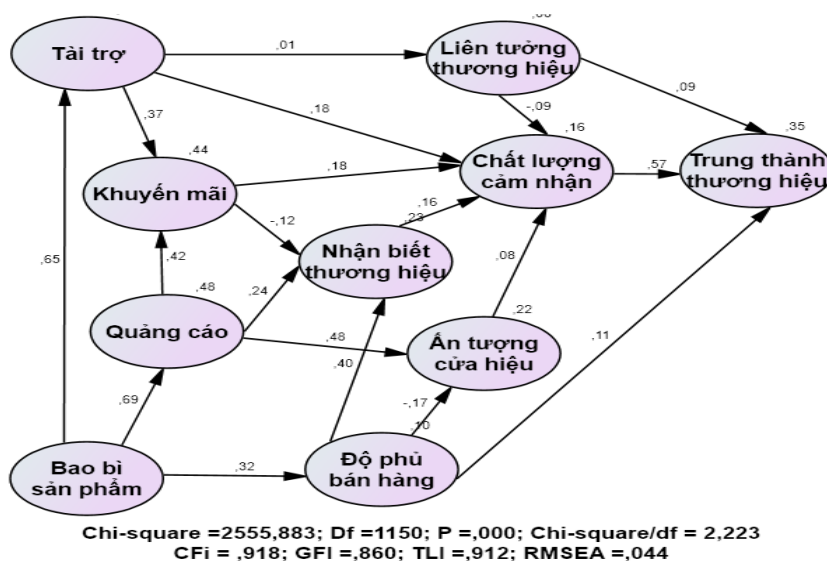 Tài trợ
,01
,00
Liên tưởng
thương hiệu
,09
-,09
,37
,18
,44
,16
,35
Khuyến mãi
,18
Chất lượng
cảm nhận
,57
Trung thành
thương hiệu
-,12
,16
,23
,65
,42
Nhận biết
thương hiệu
,08
,48
,24
,22
Quảng cáo
,48
Ấn tượng
cửa hiệu
,11
,40
,69
-,17
,10
Bao bì
sản phẩm
,32
Độ phủ
bán hàng
Chi-square =2555,883; Df =1150; P =,000; Chi-square/df = 2,223
CFi = ,918; GFI =,860; TLI =,912; RMSEA =,044